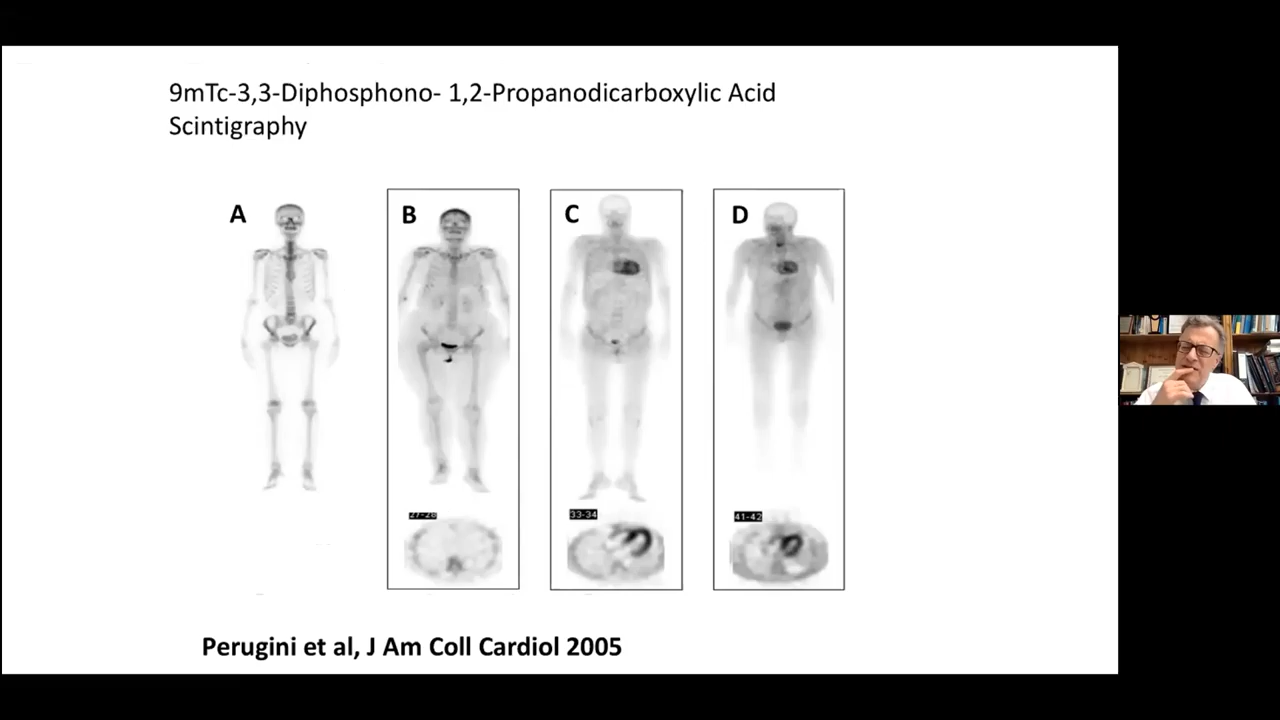 9mTc-3,3-Diphosphono- 1,2-Propanodicarboxylic Acid
Scintigraphy
A
B
C
D
27-28
33-34
41-42
Perugini et al, J Am Coll Cardiol 2005